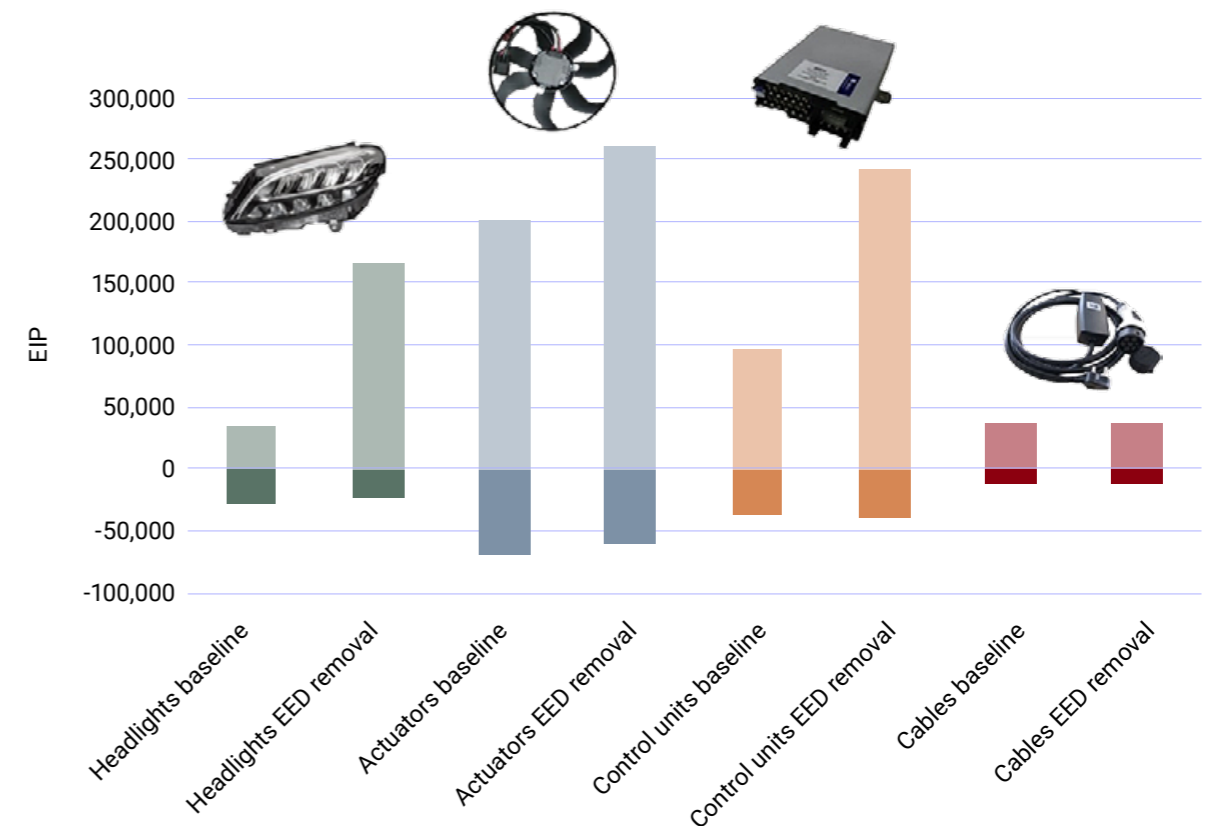 300,000
250,000
200,000
150,000
100,000
50,000
0
-50,000
-100,000
EIP
Headlights baseline
Headlights EED removal
Actuators baseline
Actuators EED removal
Control units baseline
Control units EED removal
Cables baseline
Cables EED removal